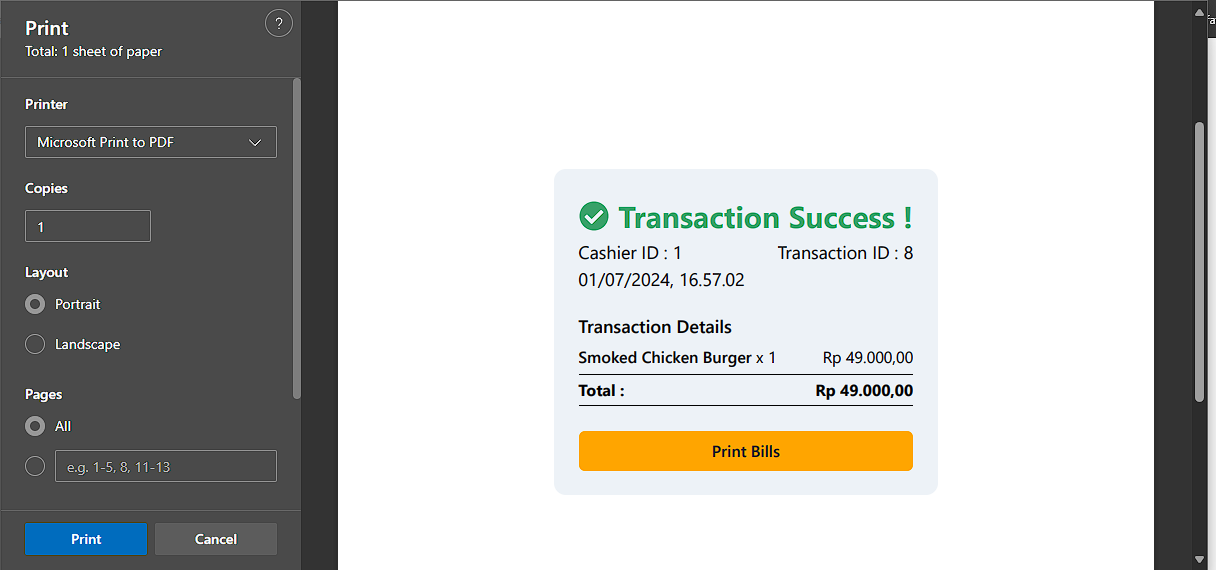 Print
?
Total: 1 sheet of paper
Printer
Microsoft Print to PDF
Copies
1
Layout
Portrait
Landscape
Pages
All
e.g. 1-5, 8, 11-13
Print Cancel
Transaction Success !
Cashier ID : 1 Transaction ID : 8
01/07/2024, 16.57.02
Transaction Details
Smoked Chicken Burger x 1 Rp 49.000,00
Total : Rp 49.000,00
Print Bills